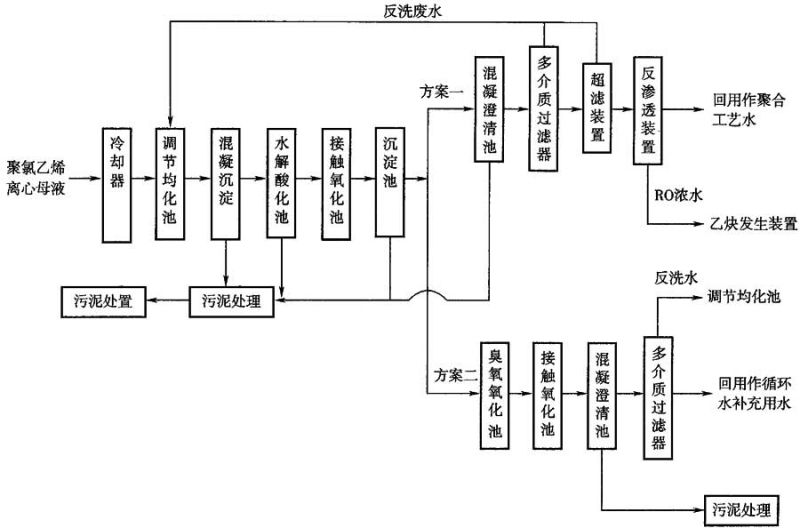 反洗废水
方案一
混凝澄清池
多介质过滤器
超滤装置
反渗透装置
回用作聚合
工艺水
聚氯乙烯
离心母液
冷却器
调节均化池
混凝沉淀
水解酸化池
接触氧化池
沉淀池
RO浓水
乙炔发生装置
污泥处置
污泥处理
反洗水
调节均化池
方案二
臭氧氧化池
接触氧化池
混凝澄清池
多介质过滤器
回用作循环
水补充用水
污泥处理